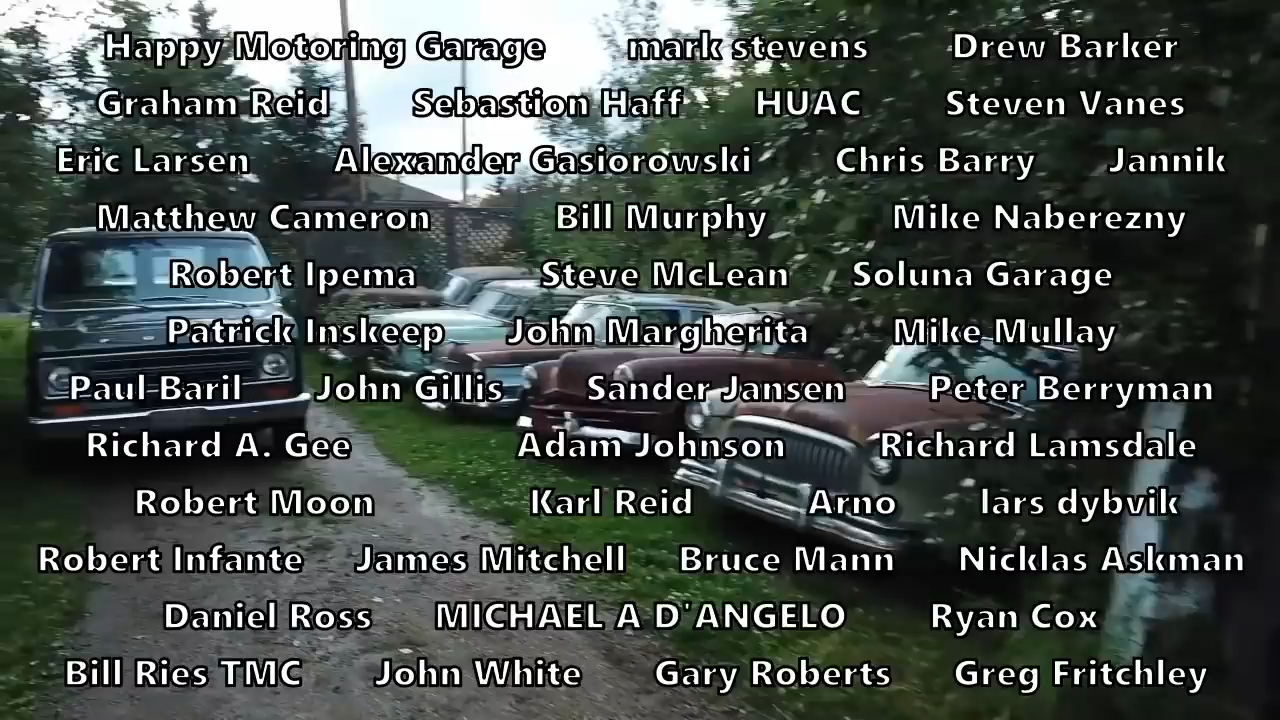 Happy Motoring Garage mark stevens Drew Barker
Graham Reid Sebastion Haff HUAC Steven Vanes
Eric Larsen Alexander Gasiorowski Chris Barry Jannik
Matthew Cameron Bill Murphy Mike Naberezny
Robert Ipema Steve McLean Soluna Garage
Patrick Inskeep John Margherita Mike Mullay
Paul Baril John Gillis Sander Jansen Peter Berryman
Richard A. Gee Adam Johnson Richard Lamsdale
Robert Moon Karl Reid Arno lars dybvik
Robert Infante James Mitchell Bruce Mann Nicklas Askman
Daniel Ross MICHAEL A D'ANGELO Ryan Cox
Bill Ries TMC John White Gary Roberts Greg Fritchley